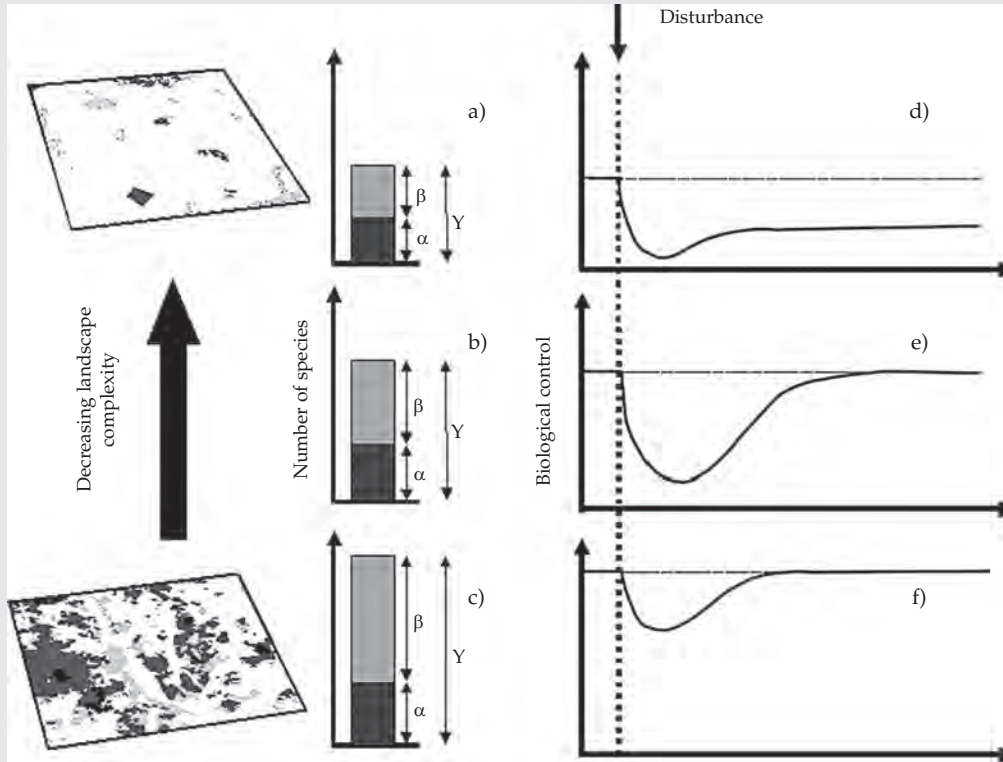 Disturbance
a)
β
α
Y
d)
Decreasing landscape
complexity
Number of species
b)
β
α
Y
Biological control
e)
c)
β
α
Y
f)